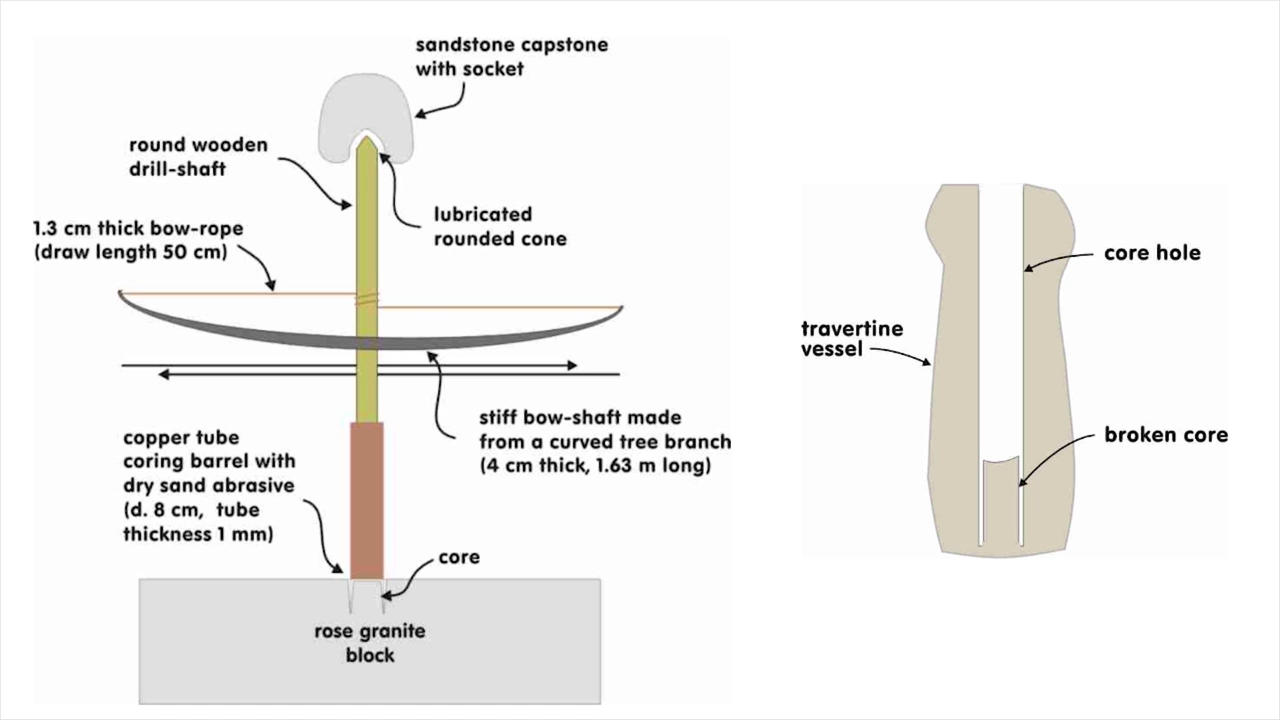 sandstone capstone
with socket
round wooden
drill-shaft
lubricated
rounded cone
1.3 cm thick bow-rope
(draw length 50 cm)
stiff bow-shaft made
from a curved tree branch
(4 cm thick, 1.63 m long)
copper tube
coring barrel with
dry sand abrasive
(d. 8 cm, tube
thickness 1 mm)
core
rose granite
block
core hole
travertine
vessel
broken core